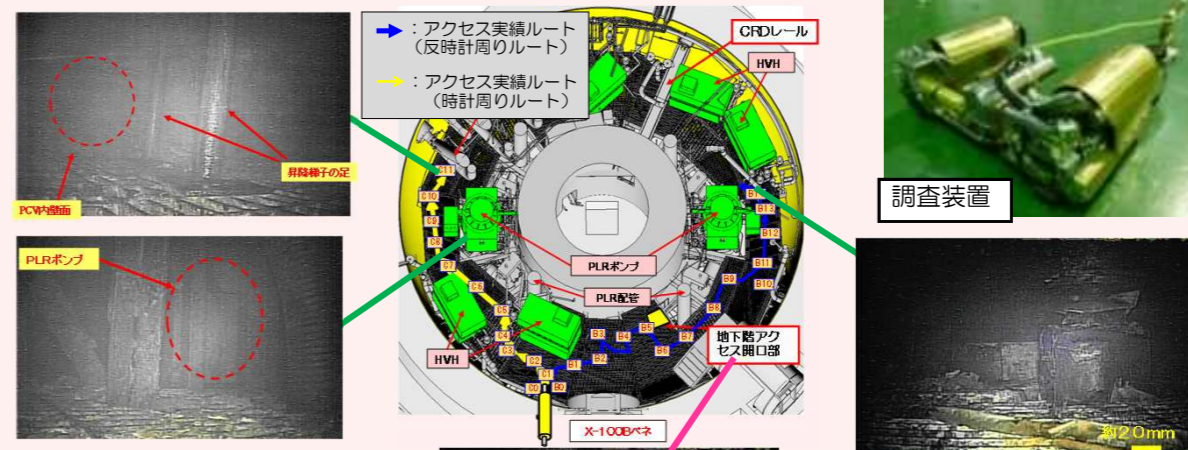 PCV内壁面
昇降梯子の足
PLRポンプ
：アクセス実績ルート
（反時計周りルート）
：アクセス実績ルート
（時計周りルート）
CRDレール
HVH
C11
C10
C9
C8
C7
C6
C5
C4
C3
C2
C1
C0
B0
B1
B2
B3
B4
B5
B6
B7
B8
B9
B10
B11
B12
B13
PLRポンプ
PLR配管
HVH
地下階アク
セス開口部
X-100Bペネ
調査装置
約20mm